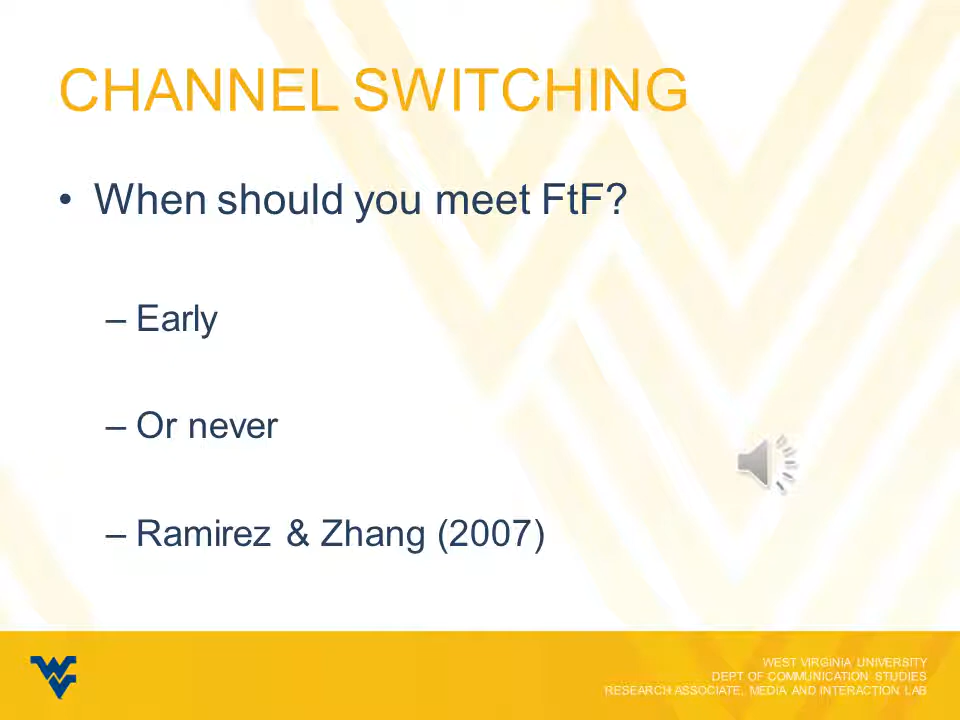 CHANNEL SWITCHING
• When should you meet FtF?
– Early
– Or never
– Ramirez & Zhang (2007)
WEST VIRGINIA UNIVERSITY
DEPT OF COMMUNICATION STUDIES
RESEARCH ASSOCIATE, MEDIA AND INTERACTION LAB